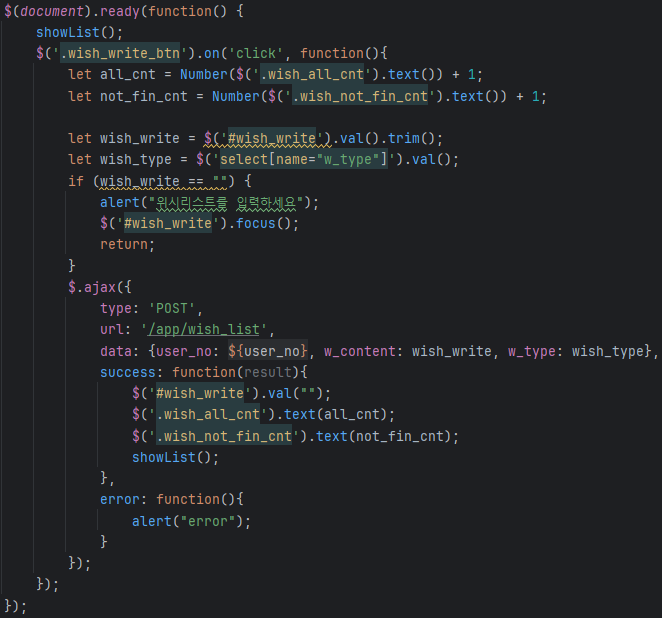 $(document).ready(function() {
    showList();
    $('.wish_write_btn').on('click', function(){
        let all_cnt = Number($('.wish_all_cnt').text()) + 1;
        let not_fin_cnt = Number($('.wish_not_fin_cnt').text()) + 1;

        let wish_write = $('#wish_write').val().trim();
        let wish_type = $('select[name="w_type"]').val();
        if (wish_write == "") {
            alert("위시리스트를 입력하세요");
            $('#wish_write').focus();
            return;
        }
        $.ajax({
            type: 'POST',
            url: '/app/wish_list',
            data: {user_no: ${user_no}, w_content: wish_write, w_type: wish_type},
            success: function(result){
                $('#wish_write').val("");
                $('.wish_all_cnt').text(all_cnt);
                $('.wish_not_fin_cnt').text(not_fin_cnt);
                showList();
            },
            error: function(){
                alert("error");
            }
        });
    });
});